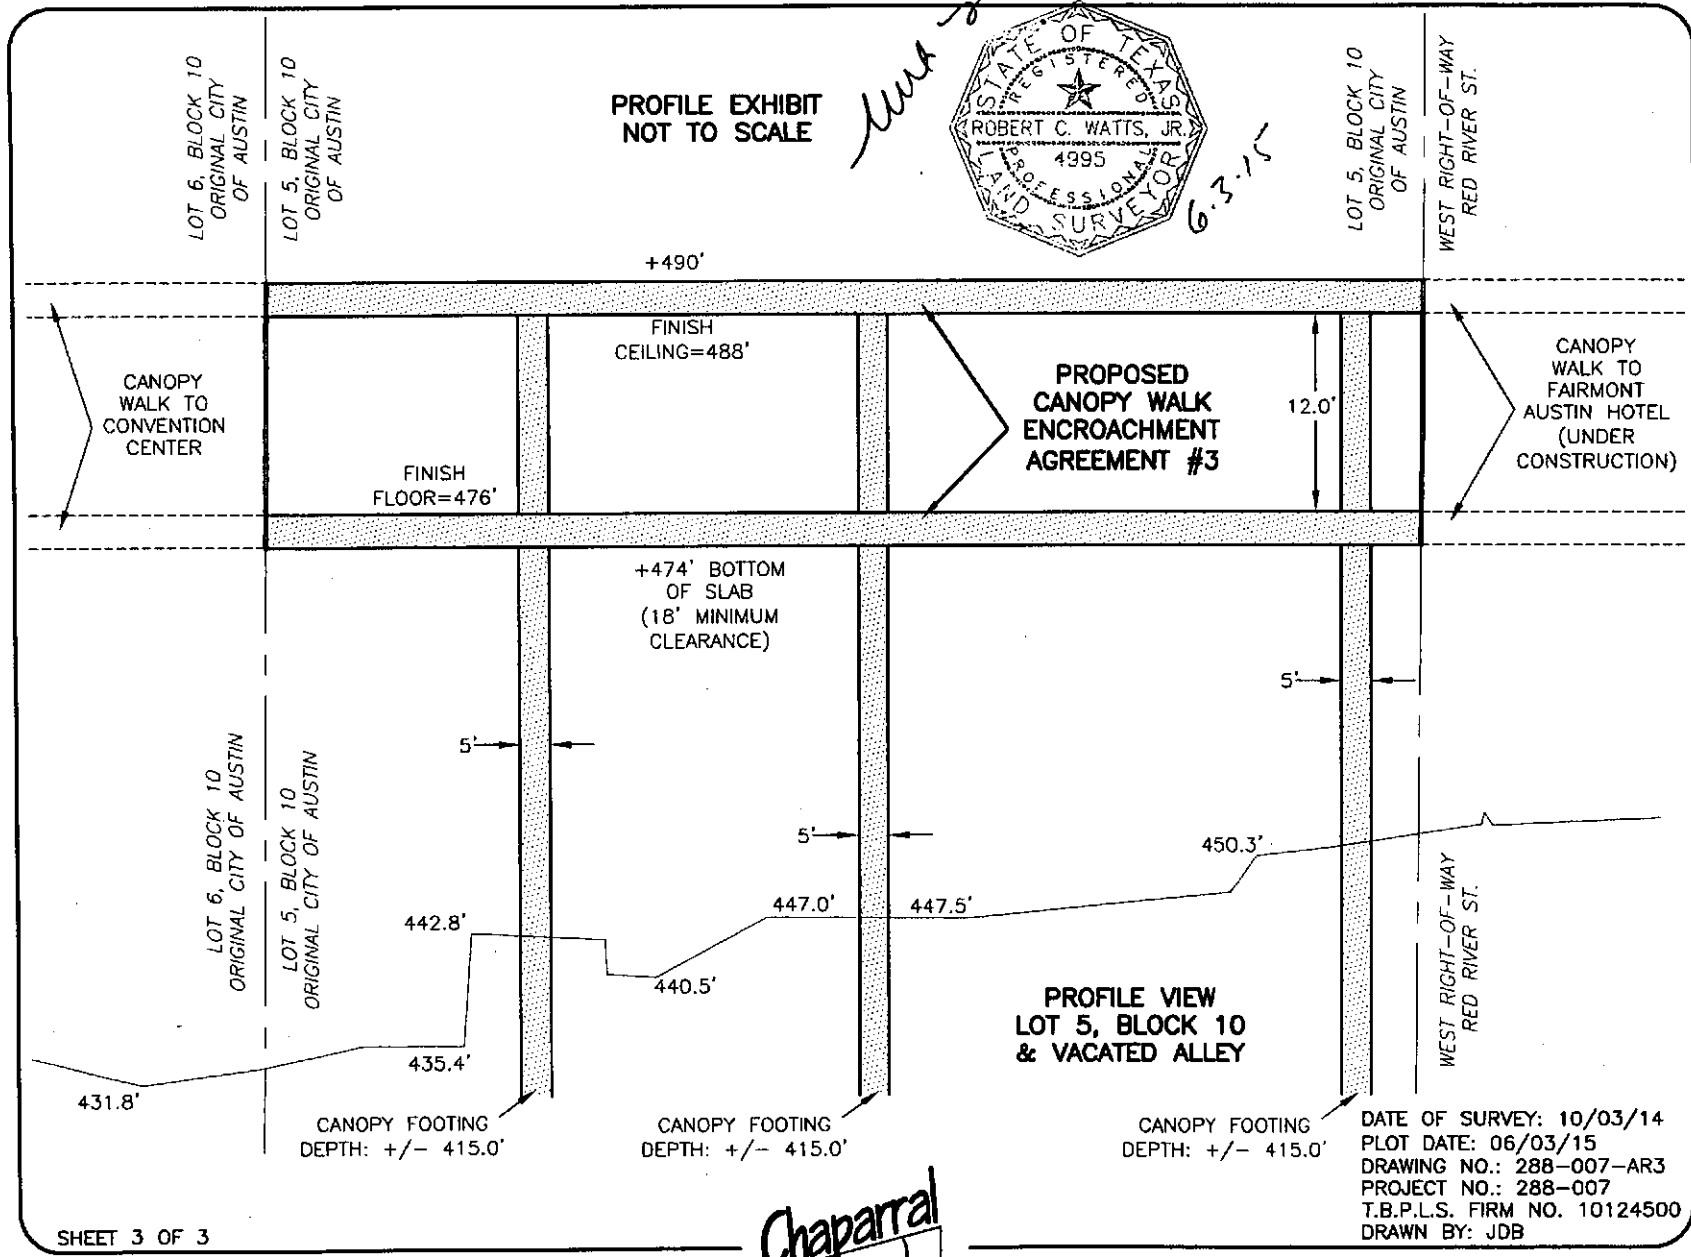 LOT 6, BLOCK 10
ORIGINAL CITY
OF AUSTIN
LOT 5, BLOCK 10
ORIGINAL CITY
OF AUSTIN
PROFILE EXHIBIT
NOT TO SCALE
STATE OF TEXAS
REGISTERED
ROBERT C. WATTS, JR.
4995
PROFESSIONAL
LAND SURVEYOR
6.3.15
LOT 5, BLOCK 10
ORIGINAL CITY
OF AUSTIN
WEST RIGHT-OF-WAY
RED RIVER ST.
+490'
FINISH
CEILING=488'
CANOPY
WALK TO
CONVENTION
CENTER
PROPOSED
CANOPY WALK
ENCROACHMENT
AGREEMENT #3
12.0'
CANOPY
WALK TO
FAIRMONT
AUSTIN HOTEL
(UNDER
CONSTRUCTION)
FINISH
FLOOR=476'
+474' BOTTOM
OF SLAB
(18' MINIMUM
CLEARANCE)
5'
5'
5'
LOT 6, BLOCK 10
ORIGINAL CITY OF AUSTIN
LOT 5, BLOCK 10
ORIGINAL CITY OF AUSTIN
450.3'
442.8'
447.0'
447.5'
440.5'
435.4'
431.8'
PROFILE VIEW
LOT 5, BLOCK 10
& VACATED ALLEY
WEST RIGHT-OF-WAY
RED RIVER ST.
CANOPY FOOTING
DEPTH: +/- 415.0'
CANOPY FOOTING
DEPTH: +/- 415.0'
CANOPY FOOTING
DEPTH: +/- 415.0'
DATE OF SURVEY: 10/03/14
PLOT DATE: 06/03/15
DRAWING NO.: 288-007-AR3
PROJECT NO.: 288-007
T.B.P.L.S. FIRM NO. 10124500
DRAWN BY: JDB
SHEET 3 OF 3
Chaparral